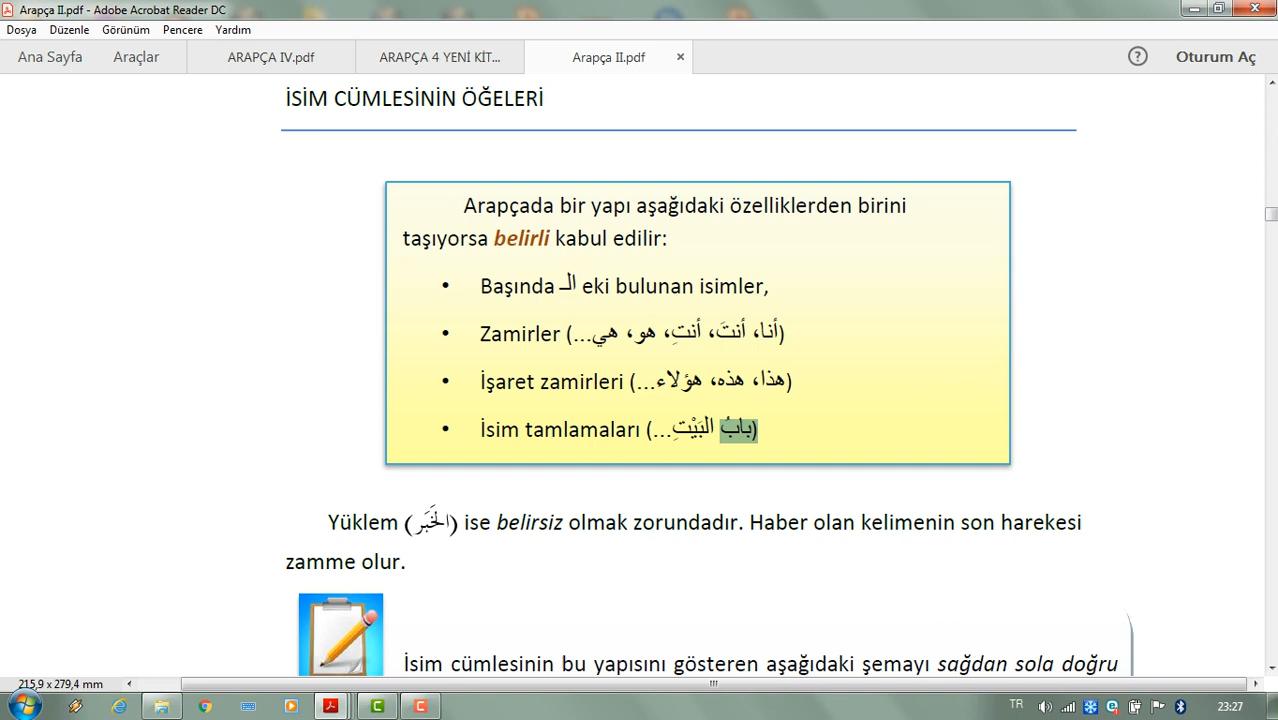 Arapça II.pdf - Adobe Acrobat Reader DC
Dosya Düzenle Görünüm Pencere Yardım
Ana Sayfa Araçlar ARAPÇA IV.pdf ARAPÇA 4 YENİ KİT... Arapça II.pdf × ? Oturum Aç
İSİM CÜMLESİNİN ÖĞELERİ
Arapçada bir yapı aşağıdaki özelliklerden birini
taşıyorsa belirli kabul edilir:
• Başında الـ eki bulunan isimler,
• Zamirler (أنا، أنتَ، أنتِ، هو، هي...)
• İşaret zamirleri (هذا، هذه، هؤلاء...)
• İsim tamlamaları (بابُ البَيْتِ...)
Yüklem (الخَبَر) ise belirsiz olmak zorundadır. Haber olan kelimenin son harekesi
zamme olur.
İsim cümlesinin bu yapısını gösteren aşağıdaki şemayı sağdan sola doğru
215,9 x 279,4 mm
TR 23:27